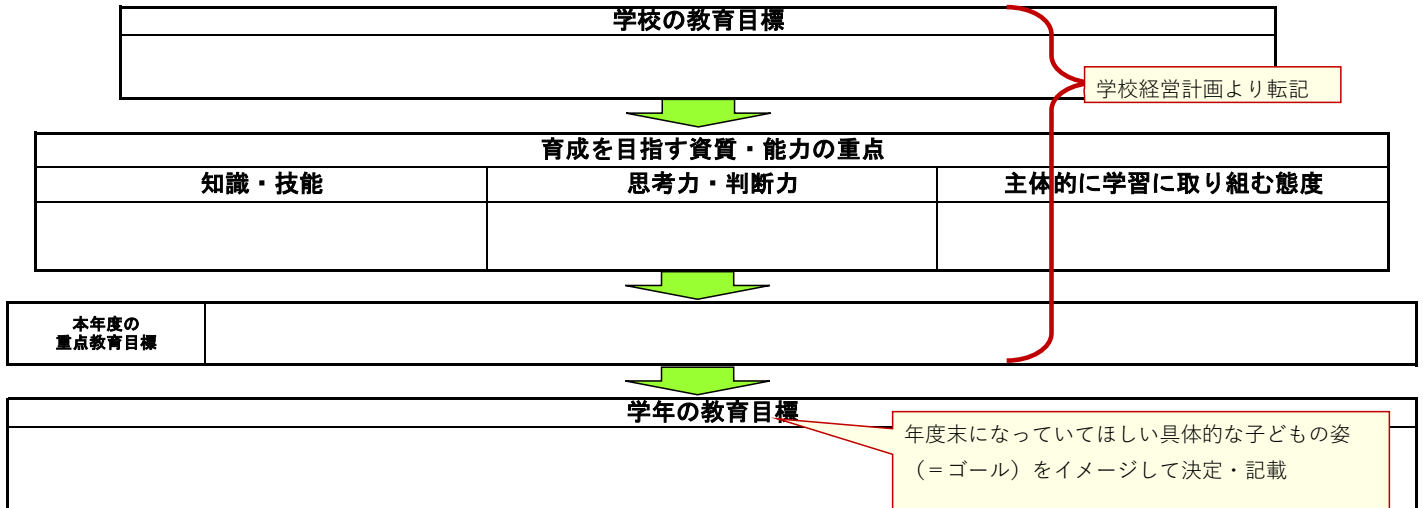 学校の教育目標
学校経営計画より転記
育成を目指す資質・能力の重点
知識・技能
思考力・判断力
主体的に学習に取り組む態度
本年度の
重点教育目標
学年の教育目標
年度末になっていてほしい具体的な子どもの姿
（＝ゴール）をイメージして決定・記載